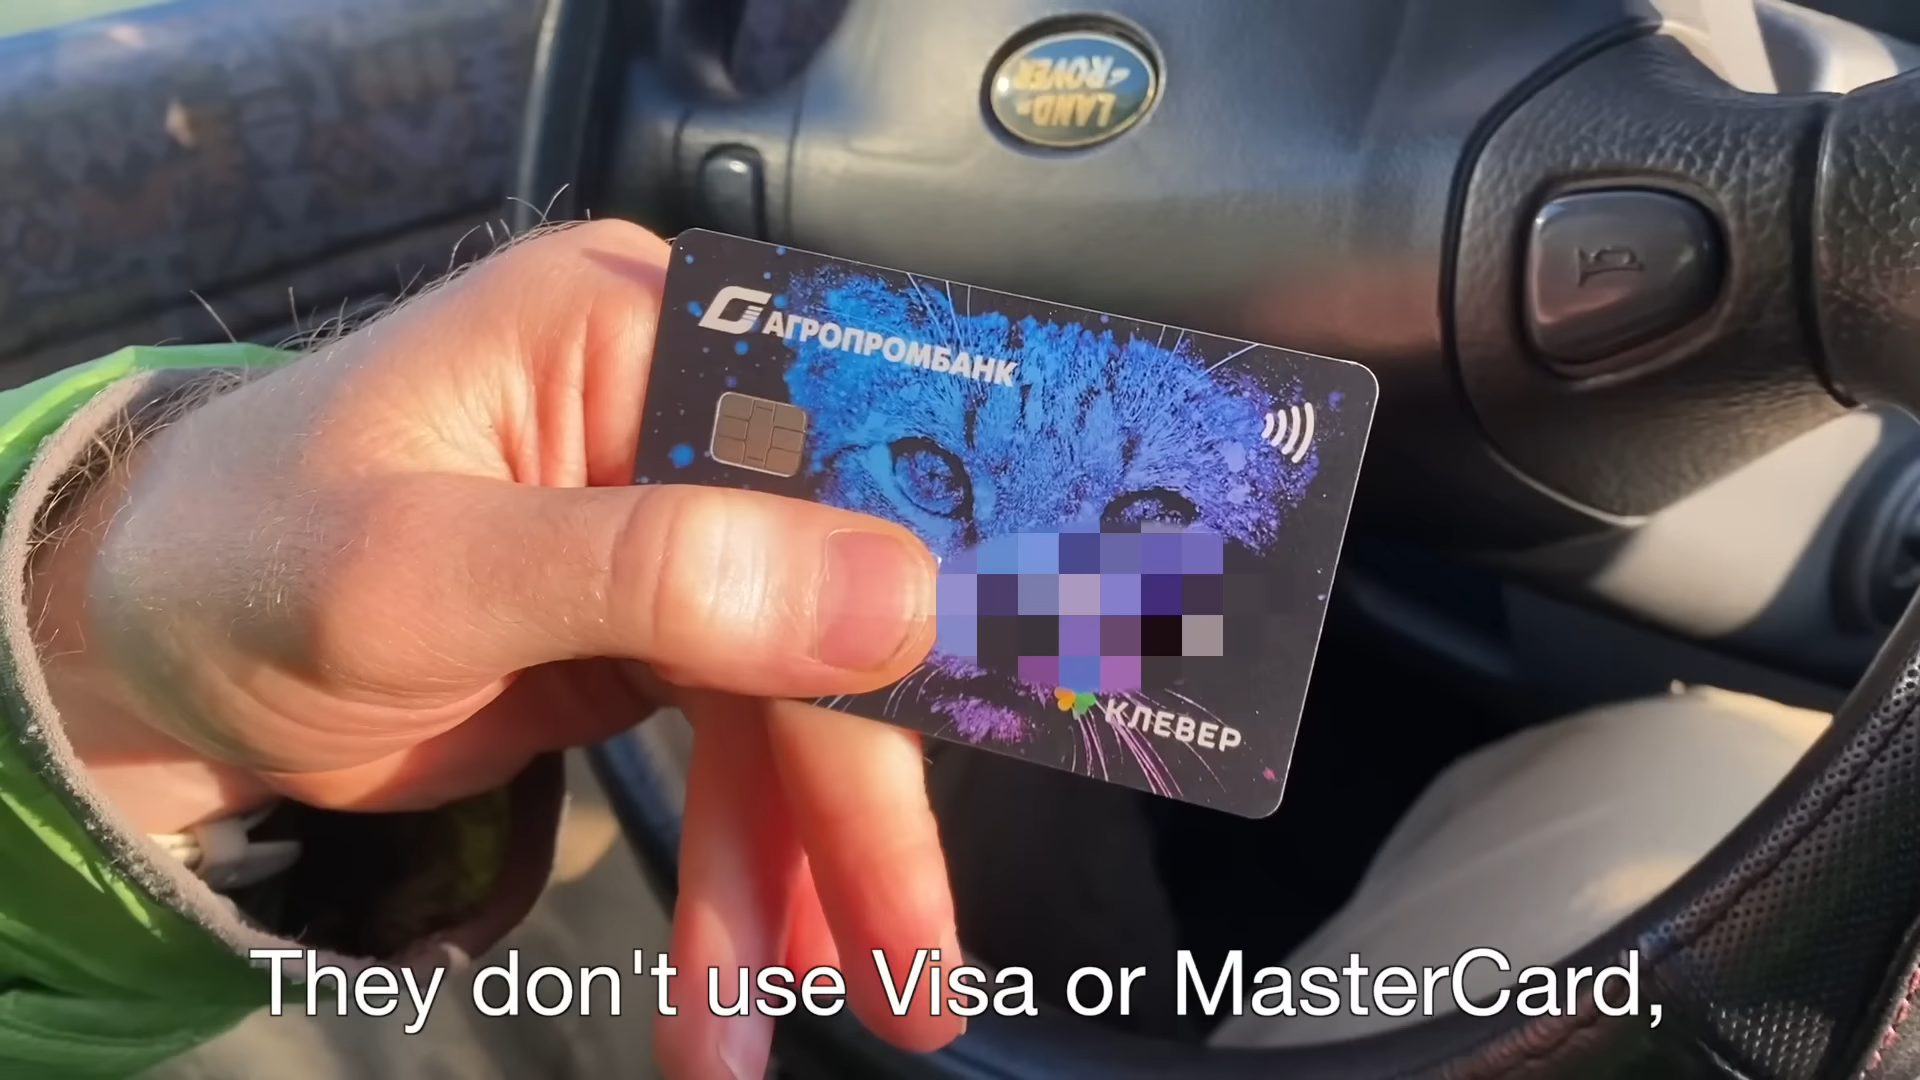 LAND-
ROVER
АГРОПРОМБАНК
КЛЕВЕР
They don't use Visa or MasterCard,